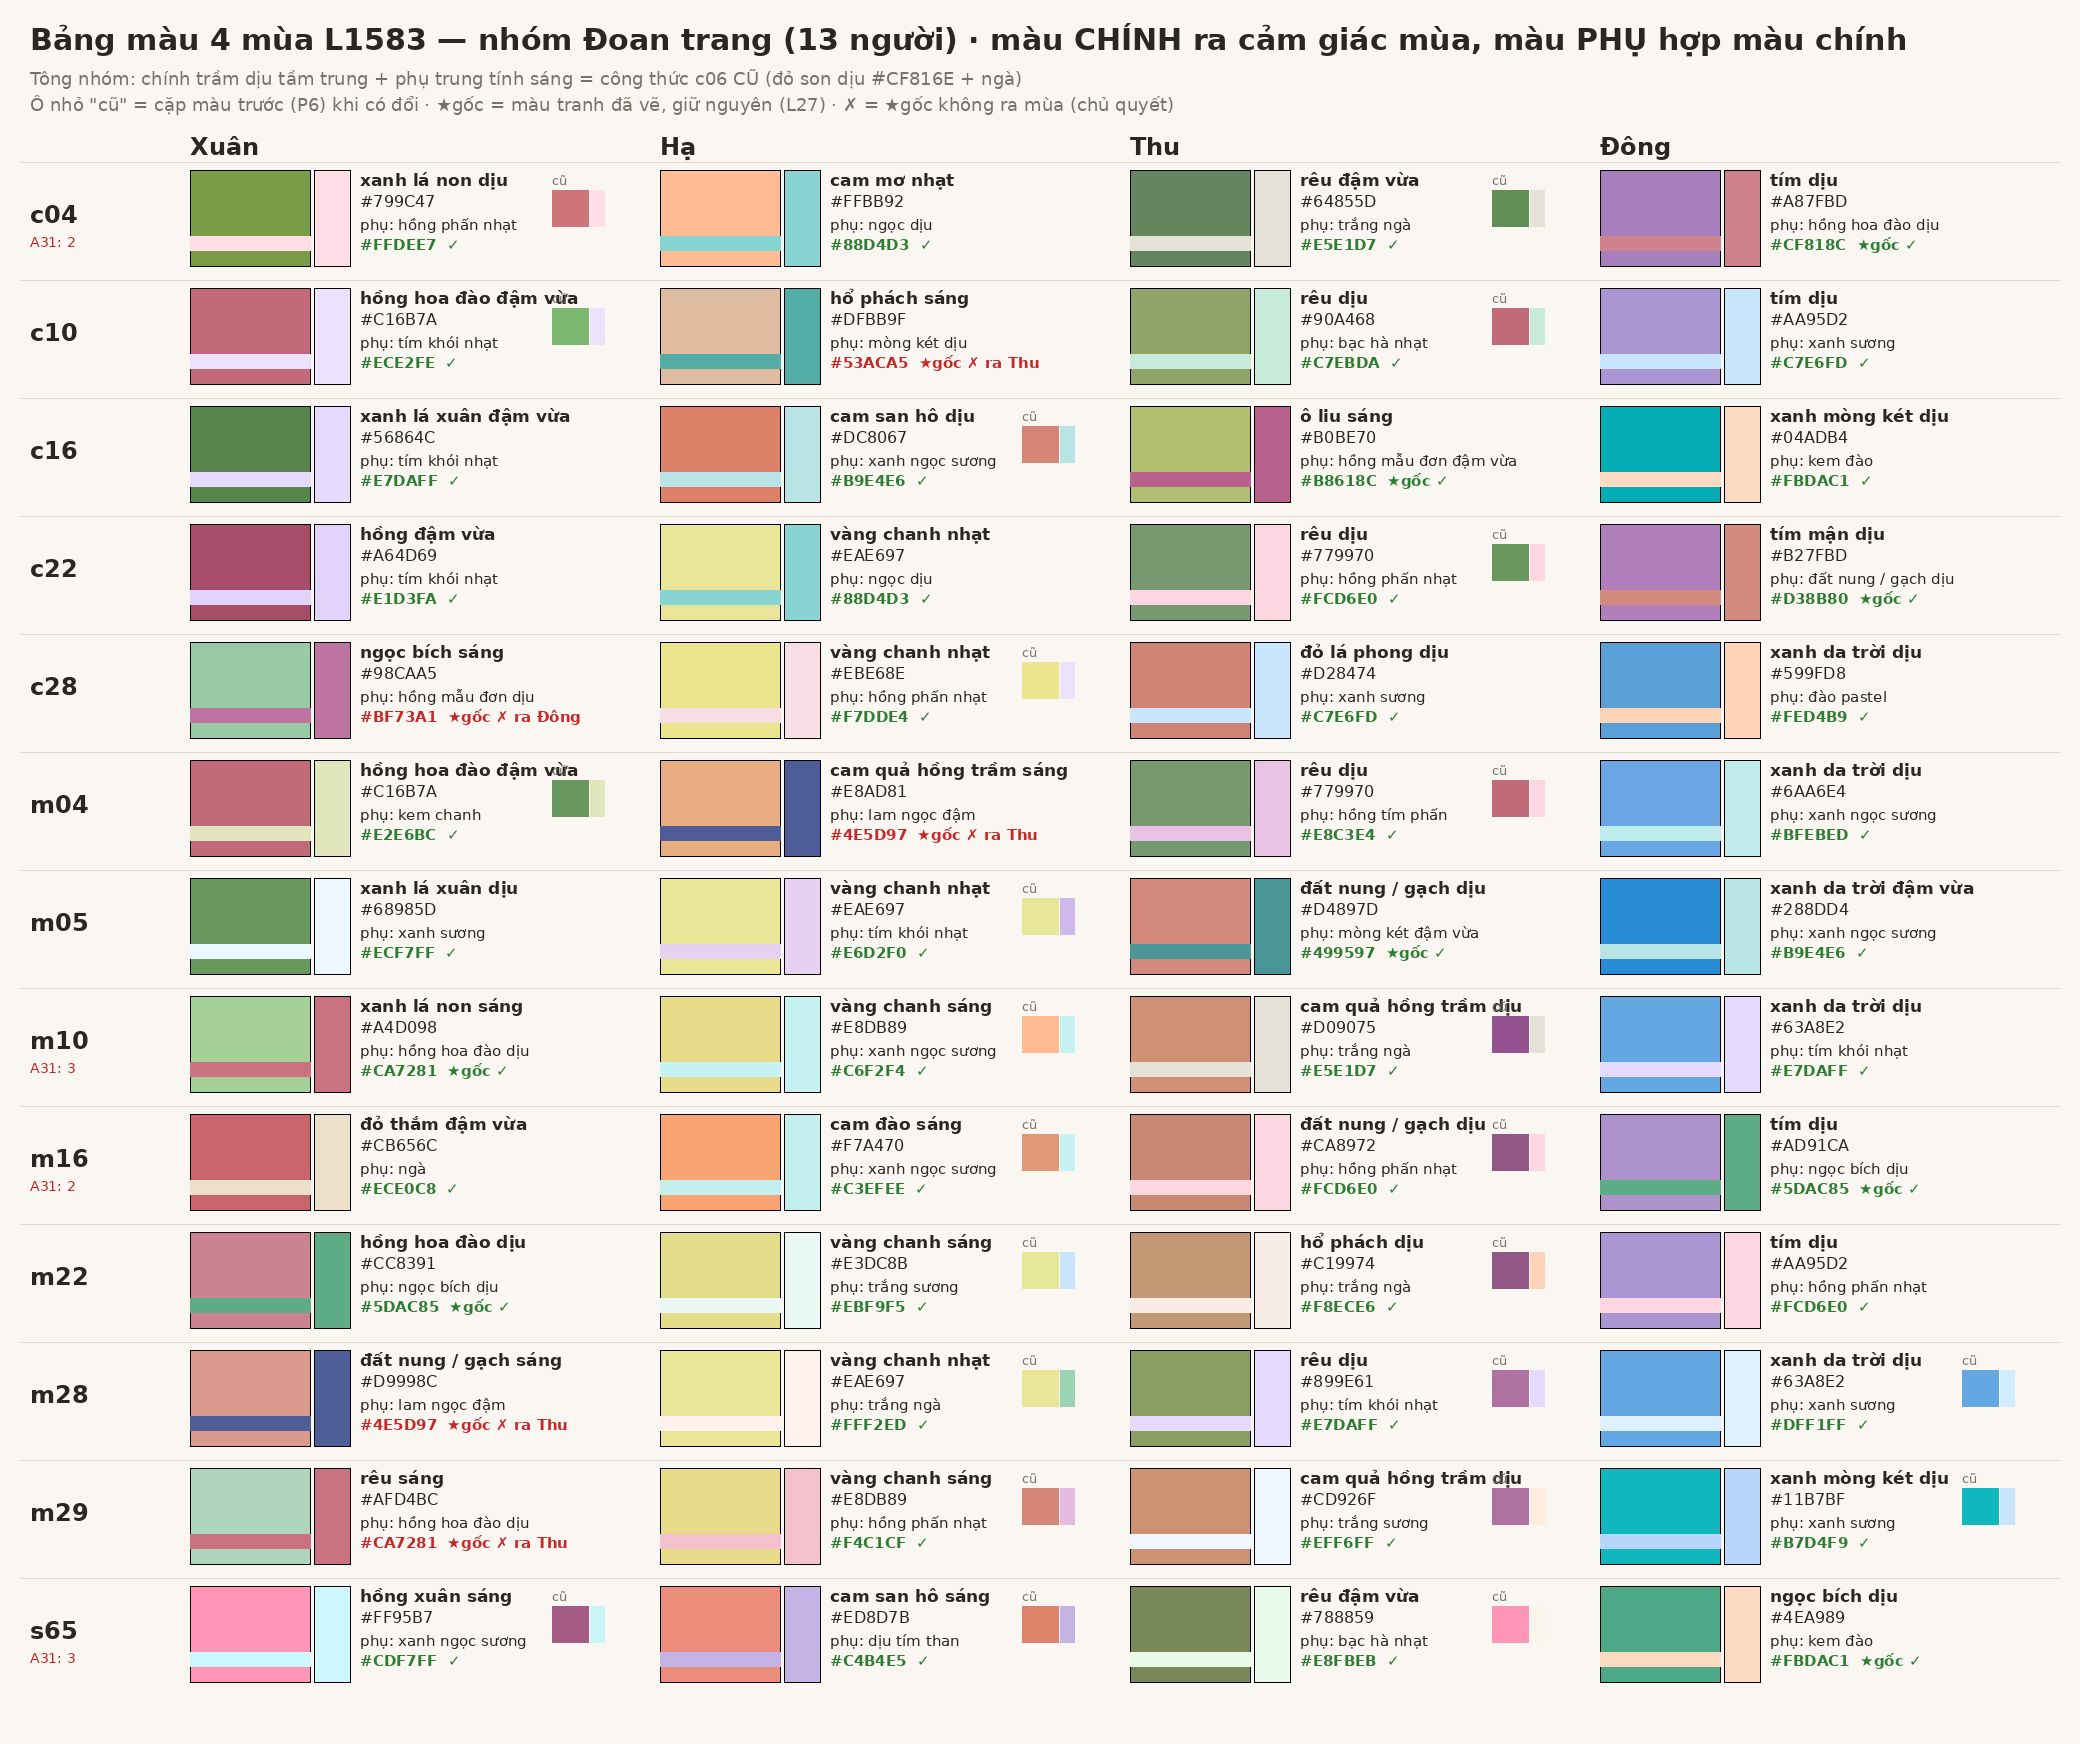 Bảng màu 4 mùa L1583 — nhóm Đoan trang (13 người) · màu CHÍNH ra cảm giác mùa, màu PHỤ hợp màu chính
Tông nhóm: chính trầm dịu tầm trung + phụ trung tính sáng = công thức c06 CŨ (đỏ son dịu #CF816E + ngà)
Ô nhỏ "cũ" = cặp màu trước (P6) khi có đổi · ★gốc = màu tranh đã vẽ, giữ nguyên (L27) · ✗ = ★gốc không ra mùa (chủ quyết)
Xuân Hạ Thu Đông
c04
A31: 2
xanh lá non dịu
#799C47
phụ: hồng phấn nhạt
#FFDEE7 ✓
cũ
cam mơ nhạt
#FFBB92
phụ: ngọc dịu
#88D4D3 ✓
rêu đậm vừa
#64855D
phụ: trắng ngà
#E5E1D7 ✓
cũ
tím dịu
#A87FBD
phụ: hồng hoa đào dịu
#CF818C ★gốc ✓
c10
hồng hoa đào đậm vừa
#C16B7A
phụ: tím khói nhạt
#ECE2FE ✓
hổ phách sáng
#DFBB9F
phụ: mòng két dịu
#53ACA5 ★gốc ✗ ra Thu
rêu dịu
#90A468
phụ: bạc hà nhạt
#C7EBDA ✓
cũ
tím dịu
#AA95D2
phụ: xanh sương
#C7E6FD ✓
c16
xanh lá xuân đậm vừa
#56864C
phụ: tím khói nhạt
#E7DAFF ✓
cam san hô dịu
#DC8067
phụ: xanh ngọc sương
#B9E4E6 ✓
cũ
ô liu sáng
#B0BE70
phụ: hồng mẫu đơn đậm vừa
#B8618C ★gốc ✓
xanh mòng két dịu
#04ADB4
phụ: kem đào
#FBDAC1 ✓
c22
hồng đậm vừa
#A64D69
phụ: tím khói nhạt
#E1D3FA ✓
vàng chanh nhạt
#EAE697
phụ: ngọc dịu
#88D4D3 ✓
rêu dịu
#779970
phụ: hồng phấn nhạt
#FCD6E0 ✓
cũ
tím mận dịu
#B27FBD
phụ: đất nung / gạch dịu
#D38B80 ★gốc ✓
c28
ngọc bích sáng
#98CAA5
phụ: hồng mẫu đơn dịu
#BF73A1 ★gốc ✗ ra Đông
vàng chanh nhạt
#EBE68E
phụ: hồng phấn nhạt
#F7DDE4 ✓
cũ
đỏ lá phong dịu
#D28474
phụ: xanh sương
#C7E6FD ✓
xanh da trời dịu
#599FD8
phụ: đào pastel
#FED4B9 ✓
m04
hồng hoa đào đậm vừa
#C16B7A
phụ: kem chanh
#E2E6BC ✓
cam quả hồng trầm sáng
#E8AD81
phụ: lam ngọc đậm
#4E5D97 ★gốc ✗ ra Thu
rêu dịu
#779970
phụ: hồng tím phấn
#E8C3E4 ✓
cũ
xanh da trời dịu
#6AA6E4
phụ: xanh ngọc sương
#BFEBED ✓
m05
xanh lá xuân dịu
#68985D
phụ: xanh sương
#ECF7FF ✓
vàng chanh nhạt
#EAE697
phụ: tím khói nhạt
#E6D2F0 ✓
cũ
đất nung / gạch dịu
#D4897D
phụ: mòng két đậm vừa
#499597 ★gốc ✓
xanh da trời đậm vừa
#288DD4
phụ: xanh ngọc sương
#B9E4E6 ✓
m10
A31: 3
xanh lá non sáng
#A4D098
phụ: hồng hoa đào dịu
#CA7281 ★gốc ✓
vàng chanh sáng
#E8DB89
phụ: xanh ngọc sương
#C6F2F4 ✓
cũ
cam quả hồng trầm dịu
#D09075
phụ: trắng ngà
#E5E1D7 ✓
xanh da trời dịu
#63A8E2
phụ: tím khói nhạt
#E7DAFF ✓
m16
A31: 2
đỏ thắm đậm vừa
#CB656C
phụ: ngà
#ECE0C8 ✓
cam đào sáng
#F7A470
phụ: xanh ngọc sương
#C3EFEE ✓
cũ
đất nung / gạch dịu
#CA8972
phụ: hồng phấn nhạt
#FCD6E0 ✓
cũ
tím dịu
#AD91CA
phụ: ngọc bích dịu
#5DAC85 ★gốc ✓
m22
hồng hoa đào dịu
#CC8391
phụ: ngọc bích dịu
#5DAC85 ★gốc ✓
vàng chanh sáng
#E3DC8B
phụ: trắng sương
#EBF9F5 ✓
cũ
hổ phách dịu
#C19974
phụ: trắng ngà
#F8ECE6 ✓
cũ
tím dịu
#AA95D2
phụ: hồng phấn nhạt
#FCD6E0 ✓
m28
đất nung / gạch sáng
#D9998C
phụ: lam ngọc đậm
#4E5D97 ★gốc ✗ ra Thu
vàng chanh nhạt
#EAE697
phụ: trắng ngà
#FFF2ED ✓
cũ
rêu dịu
#899E61
phụ: tím khói nhạt
#E7DAFF ✓
cũ
xanh da trời dịu
#63A8E2
phụ: xanh sương
#DFF1FF ✓
cũ
m29
rêu sáng
#AFD4BC
phụ: hồng hoa đào dịu
#CA7281 ★gốc ✗ ra Thu
vàng chanh sáng
#E8DB89
phụ: hồng phấn nhạt
#F4C1CF ✓
cũ
cam quả hồng trầm dịu
#CD926F
phụ: trắng sương
#EFF6FF ✓
xanh mòng két dịu
#11B7BF
phụ: xanh sương
#B7D4F9 ✓
cũ
s65
A31: 3
hồng xuân sáng
#FF95B7
phụ: xanh ngọc sương
#CDF7FF ✓
cũ
cam san hô sáng
#ED8D7B
phụ: dịu tím than
#C4B4E5 ✓
cũ
rêu đậm vừa
#788859
phụ: bạc hà nhạt
#E8FBEB ✓
cũ
ngọc bích dịu
#4EA989
phụ: kem đào
#FBDAC1 ★gốc ✓